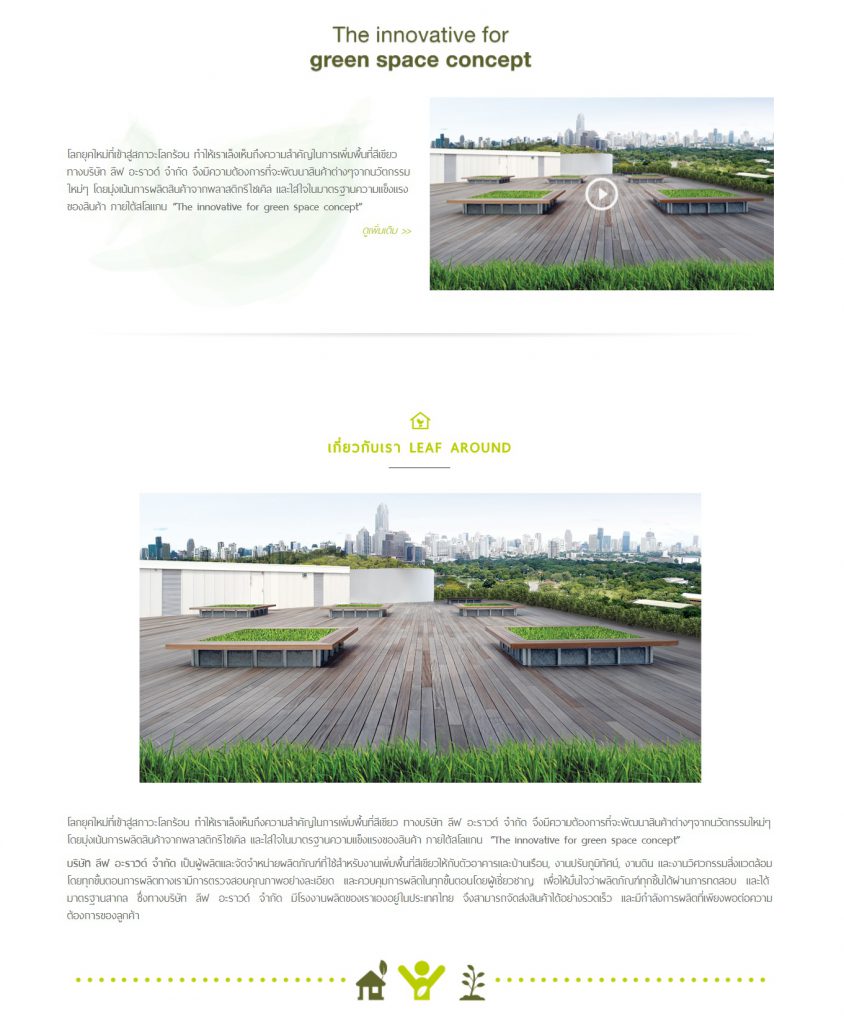 The innovative for
green space concept
โลกยุคใหม่ที่เข้าสู่สภาวะโลกร้อน ทำให้เราเล็งเห็นถึงความสำคัญในการเพิ่มพื้นที่สีเขียว
ทางบริษัท ลีฟ อะราวด์ จำกัด จึงมีความต้องการที่จะพัฒนาสินค้าต่างๆจากนวัตกรรม
ใหม่ๆ โดยมุ่งเน้นการผลิตสินค้าจากพลาสติกรีไซเคิล และใส่ใจในมาตรฐานความแข็งแรง
ของสินค้า ภายใต้สโลแกน "The innovative for green space concept"
ดูเพิ่มเติม >>
เกี่ยวกับเรา LEAF AROUND
โลกยุคใหม่ที่เข้าสู่สภาวะโลกร้อน ทำให้เราเล็งเห็นถึงความสำคัญในการเพิ่มพื้นที่สีเขียว ทางบริษัท ลีฟ อะราวด์ จำกัด จึงมีความต้องการที่จะพัฒนาสินค้าต่างๆจากนวัตกรรมใหม่ๆ
โดยมุ่งเน้นการผลิตสินค้าจากพลาสติกรีไซเคิล และใส่ใจในมาตรฐานความแข็งแรงของสินค้า ภายใต้สโลแกน "The innovative for green space concept"
บริษัท ลีฟ อะราวด์ จำกัด เป็นผู้ผลิตและจัดจำหน่ายผลิตภัณฑ์ที่ใช้สำหรับงานเพิ่มพื้นที่สีเขียวให้กับตัวอาคารและบ้านเรือน, งานปรับภูมิทัศน์, งานดิน และงานวิศวกรรมสิ่งแวดล้อม
โดยทุกขั้นตอนการผลิตทางเรามีการตรวจสอบคุณภาพอย่างละเอียด และควบคุมการผลิตในทุกขั้นตอนโดยผู้เชี่ยวชาญ เพื่อให้มั่นใจว่าผลิตภัณฑ์ทุกชิ้นได้ผ่านการทดสอบ และได้
มาตรฐานสากล ซึ่งทางบริษัท ลีฟ อะราวด์ จำกัด มีโรงงานผลิตของเราเองอยู่ในประเทศไทย จึงสามารถจัดส่งสินค้าได้อย่างรวดเร็ว และมีกำลังการผลิตที่เพียงพอต่อความ
ต้องการของลูกค้า